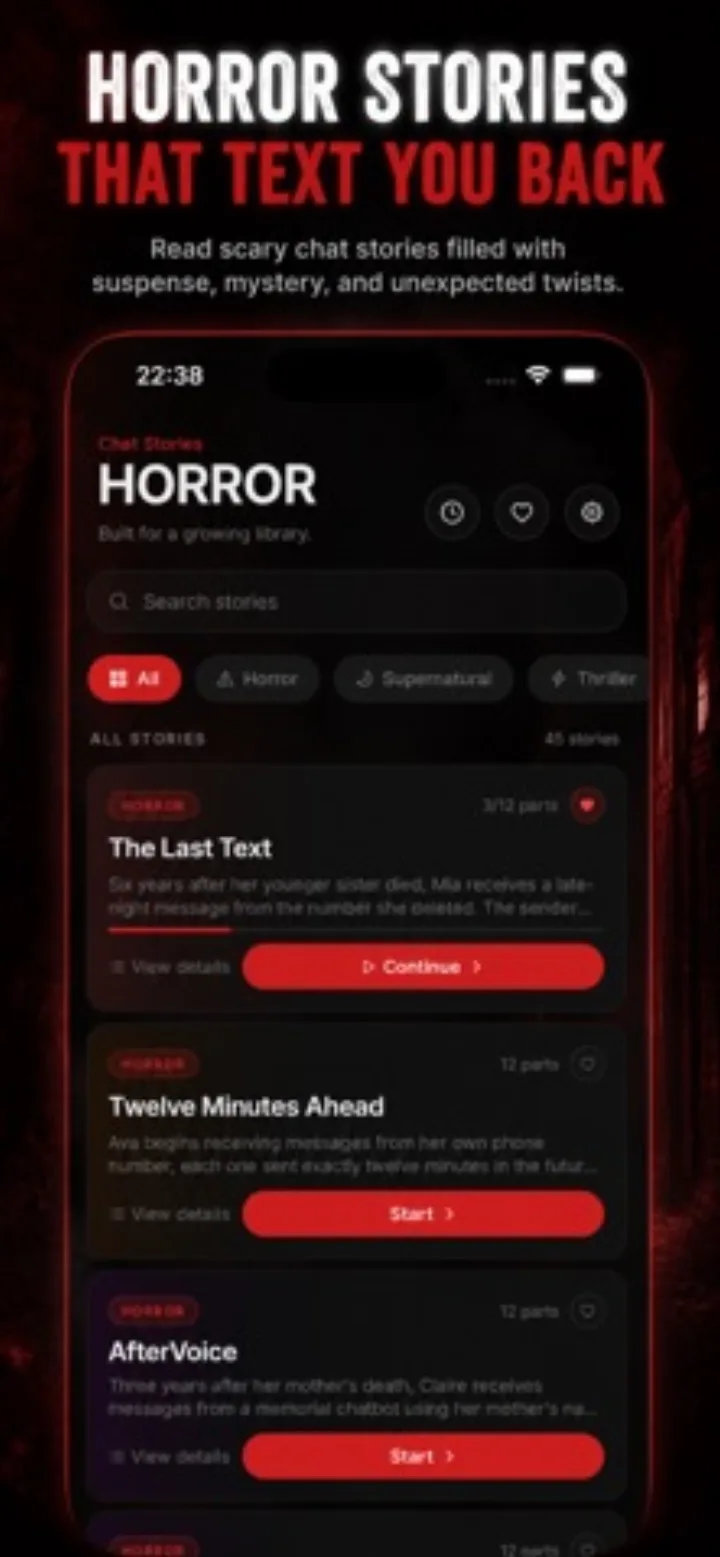 HORROR STORIES
THAT TEXT YOU BACK
Read scary chat stories filled with
suspense, mystery, and unexpected twists.
22:38
Chat Stories
HORROR
Built for a growing library.
Search stories
All
Horror
Supernatural
Thriller
ALL STORIES
45 stories
HORROR
3/12 parts
The Last Text
Six years after her younger sister died, Mia receives a late-
night message from the number she deleted. The sender...
View details
Continue
HORROR
12 parts
Twelve Minutes Ahead
Ava begins receiving messages from her own phone
number, each one sent exactly twelve minutes in the futur...
View details
Start
HORROR
12 parts
AfterVoice
Three years after her mother's death, Claire receives
messages from a memorial chatbot using her mother's na...
View details
Start
HORROR
12 parts